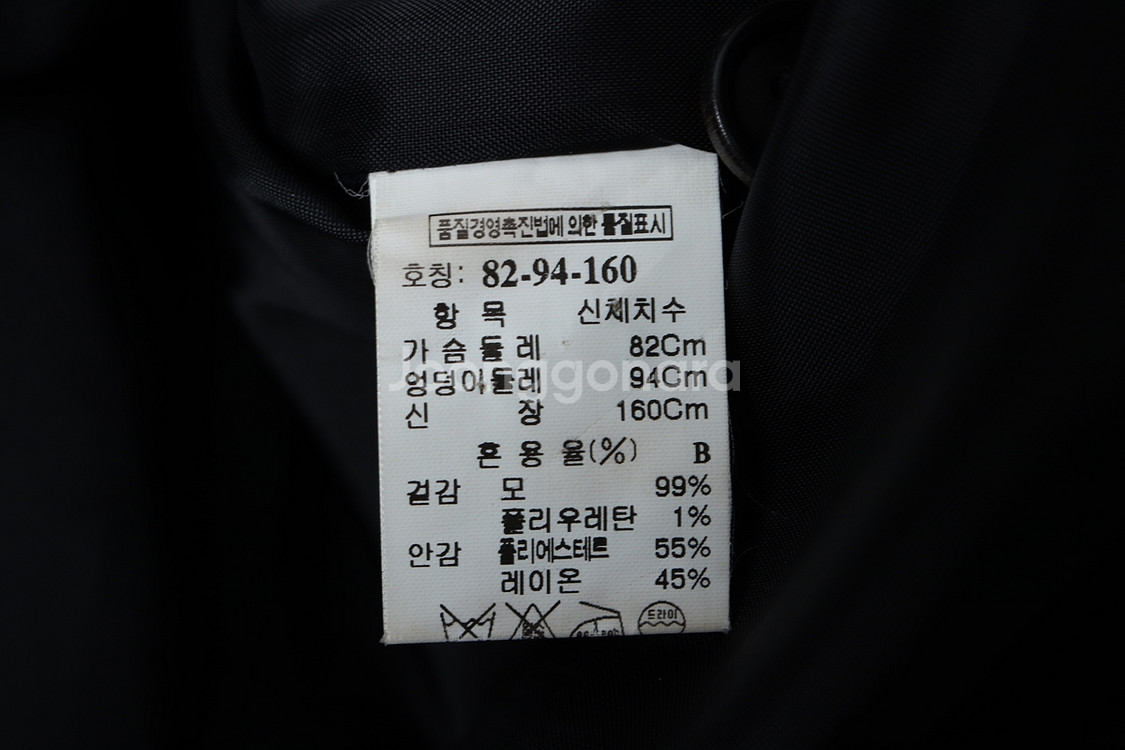 품질경영촉진법에 의한 품질표시
호칭: 82-94-160
항 목 신체치수
가 슴 둘 레 82Cm
엉덩이둘레 94Cm
신 장 160Cm
혼 용 율(%) B
겉감 모 99%
폴리우레탄 1%
안감 폴리에스테르 55%
레이온 45%
드라이
Joonggonara